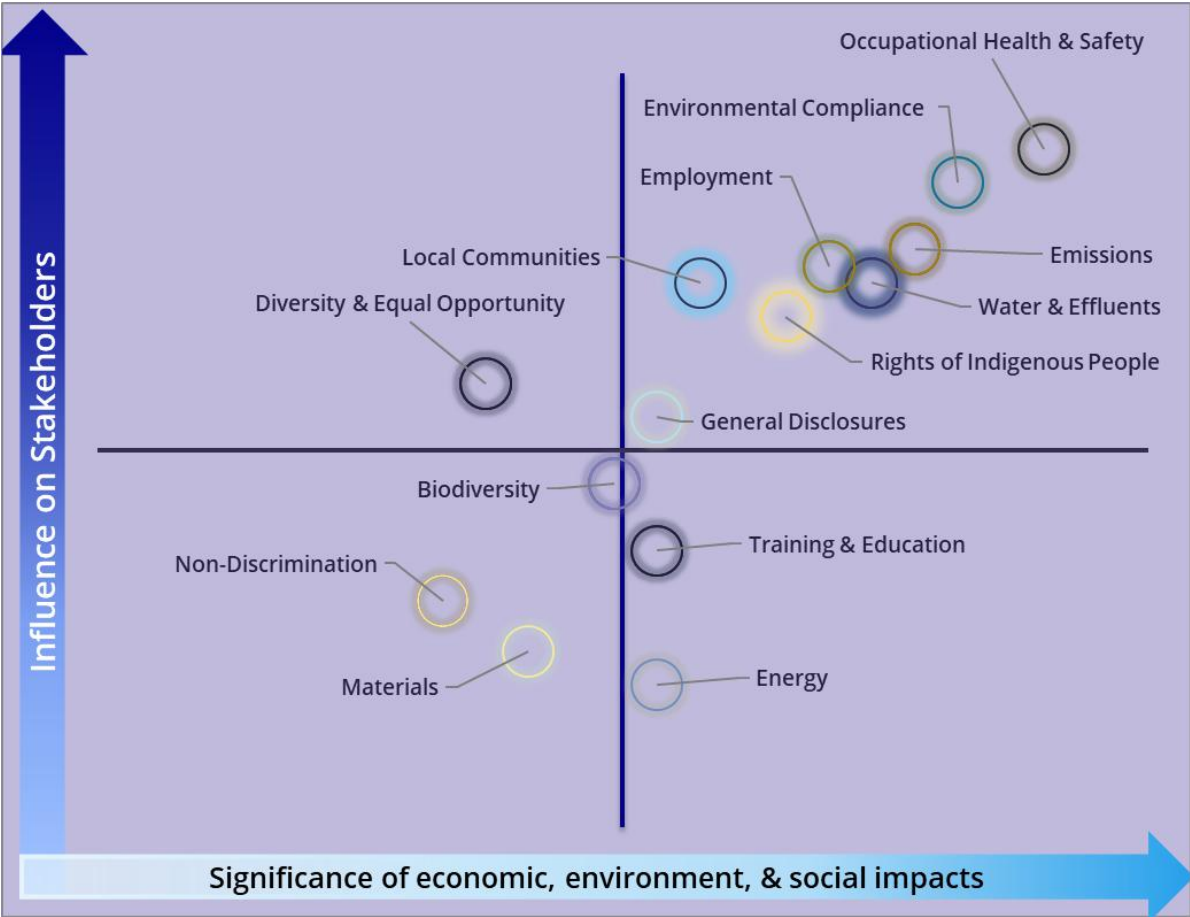 Occupational Health & Safety
Environmental Compliance
Employment
Local Communities
Emissions
Diversity & Equal Opportunity
Water & Effluents
Rights of Indigenous People
General Disclosures
Biodiversity
Training & Education
Non-Discrimination
Materials
Energy
Influence on Stakeholders
Significance of economic, environment, & social impacts